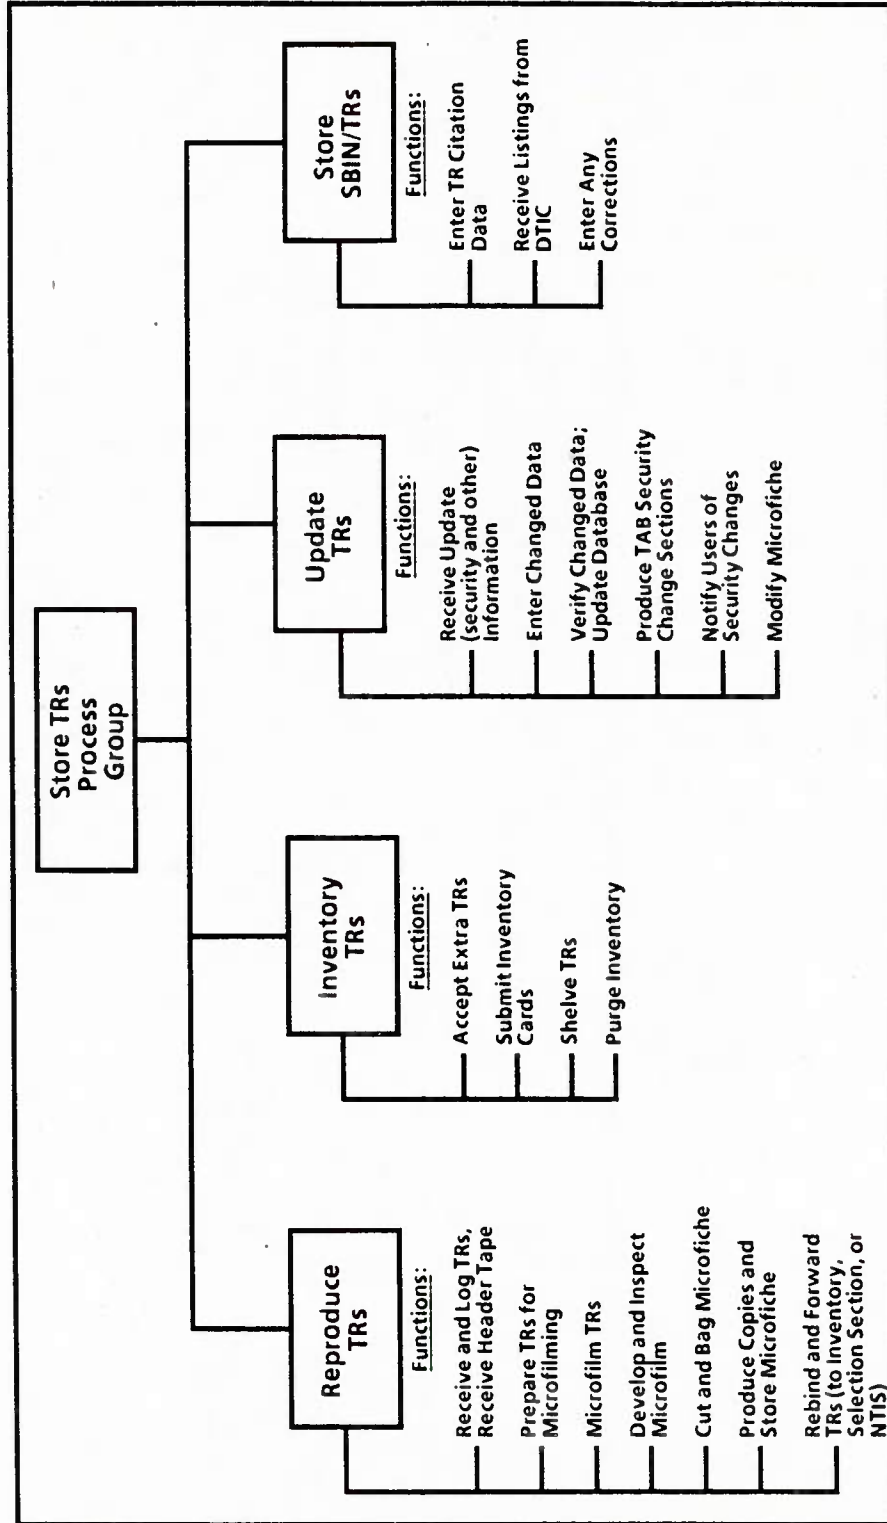 Store TRs
Process
Group
Reproduce
TRs
Functions:
Receive and Log TRs,
Receive Header Tape
Prepare TRs for
Microfilming
Microfilm TRs
Develop and Inspect
Microfilm
Cut and Bag Microfiche
Produce Copies and
Store Microfiche
Rebind and Forward
TRs (to Inventory,
Selection Section, or
NTIS)
Inventory
TRs
Functions:
Accept Extra TRs
Submit Inventory
Cards
Shelve TRs
Purge Inventory
Update
TRs
Functions:
Receive Update
(security and other)
Information
Enter Changed Data
Verify Changed Data;
Update Database
Produce TAB Security
Change Sections
Notify Users of
Security Changes
Modify Microfiche
Store
SBIN/TRs
Functions:
Enter TR Citation
Data
Receive Listings from
DTIC
Enter Any
Corrections